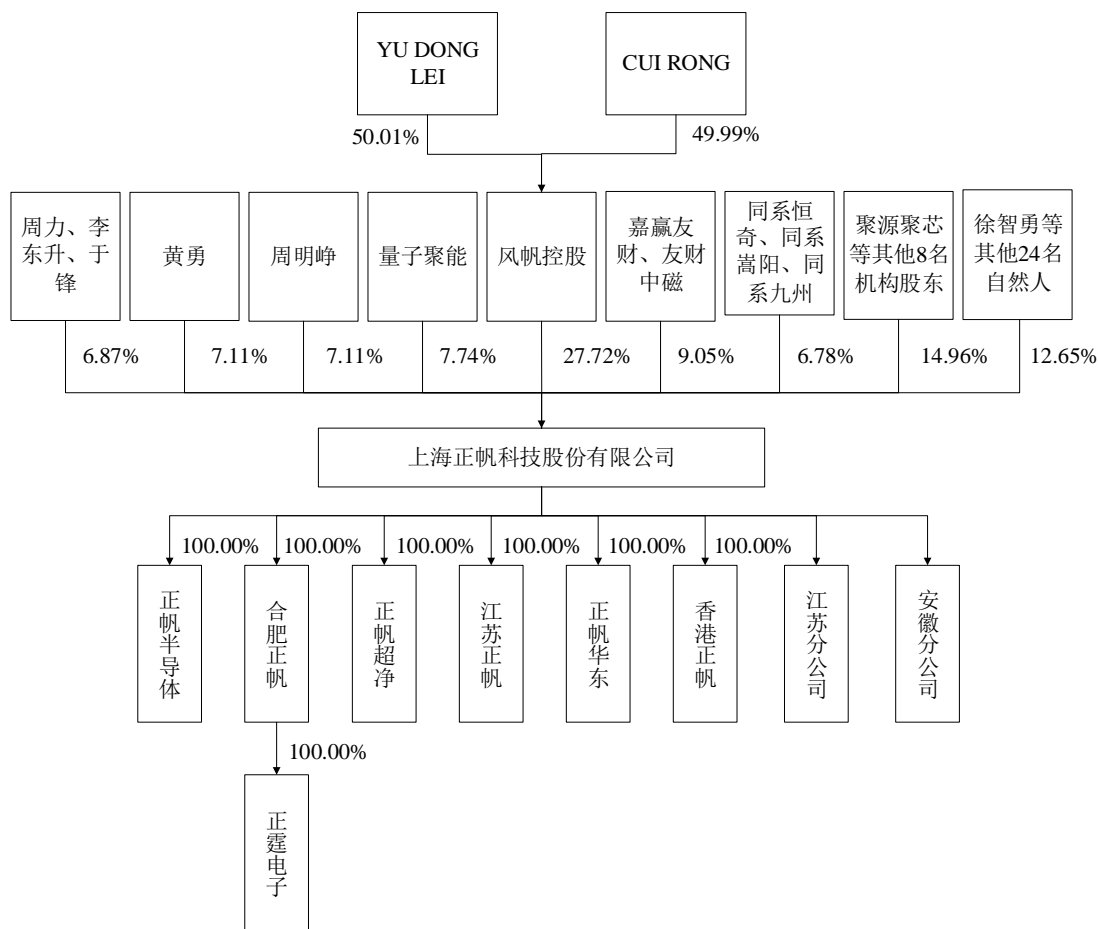 YU DONG
LEI
CUI RONG
50.01%
49.99%
周力、李
东升、于
锋
黄勇
周明峥
量子聚能
风帆控股
嘉赢友
财、友财
中磁
同系恒
奇、同系
嵩阳、同
系九州
聚源聚芯
等其他8名
机构股东
徐智勇等
其他24名
自然人
6.87%
7.11%
7.11%
7.74%
27.72%
9.05%
6.78%
14.96%
12.65%
上海正帆科技股份有限公司
100.00%
100.00%
100.00%
100.00%
100.00%
100.00%
正帆半导体
合肥正帆
正帆超净
江苏正帆
正帆华东
香港正帆
江苏分公司
安徽分公司
100.00%
正霆电子